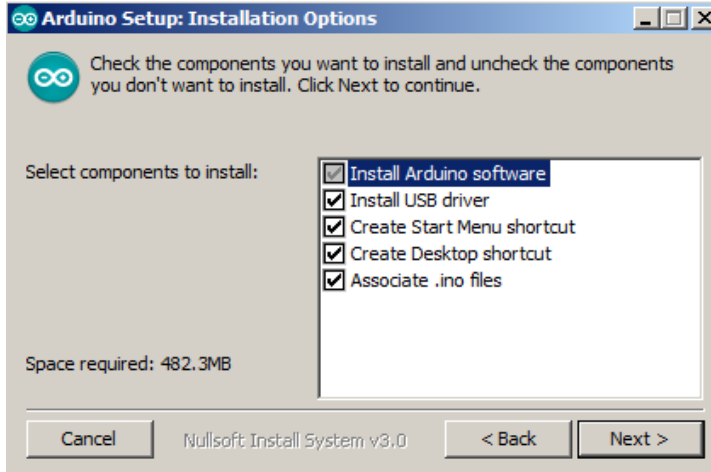 Arduino Setup: Installation Options
Check the components you want to install and uncheck the components
you don't want to install. Click Next to continue.
Select components to install:
Install Arduino software
Install USB driver
Create Start Menu shortcut
Create Desktop shortcut
Associate .ino files
Space required: 482.3MB
Cancel
Nullsoft Install System v3.0
< Back
Next >